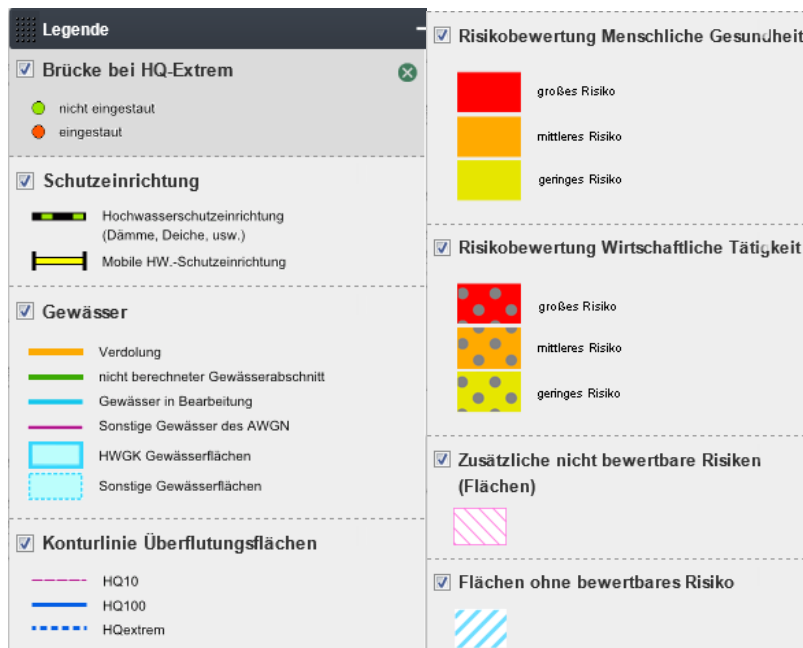 Legende
Brücke bei HQ-Extrem
nicht eingestaut
eingestaut
Schutzeinrichtung
Hochwasserschutzeinrichtung
(Dämme, Deiche, usw.)
Mobile HW.-Schutzeinrichtung
Gewässer
Verdolung
nicht berechneter Gewässerabschnitt
Gewässer in Bearbeitung
Sonstige Gewässer des AWGN
HWGK Gewässerflächen
Sonstige Gewässerflächen
Konturlinie Überflutungsflächen
HQ10
HQ100
HQextrem
Risikobewertung Menschliche Gesundheit
großes Risiko
mittleres Risiko
geringes Risiko
Risikobewertung Wirtschaftliche Tätigkeit
großes Risiko
mittleres Risiko
geringes Risiko
Zusätzliche nicht bewertbare Risiken
(Flächen)
Flächen ohne bewertbares Risiko